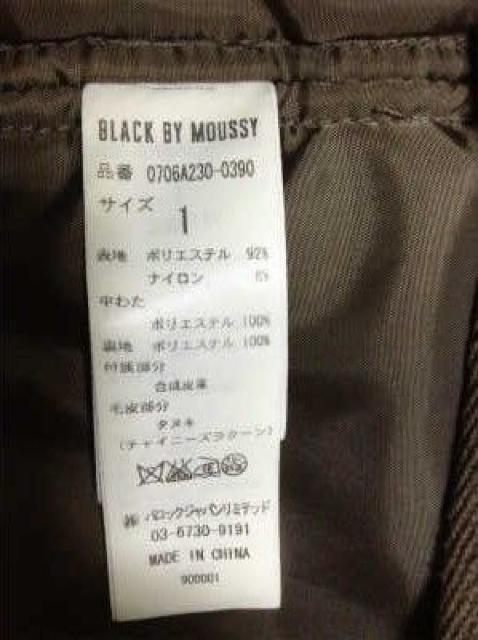 BLACK BY MOUSSY
品番 0706A230-0390
サイズ
1
表地 ポリエステル 92%
ナイロン 8%
中わた
ポリエステル 100%
裏地 ポリエステル 100%
付属部分
合成皮革
毛皮部分
タヌキ
(チャイニーズラクーン)
㈱ バロックジャパンリミテッド
03-6730-9191
MADE IN CHINA
900001